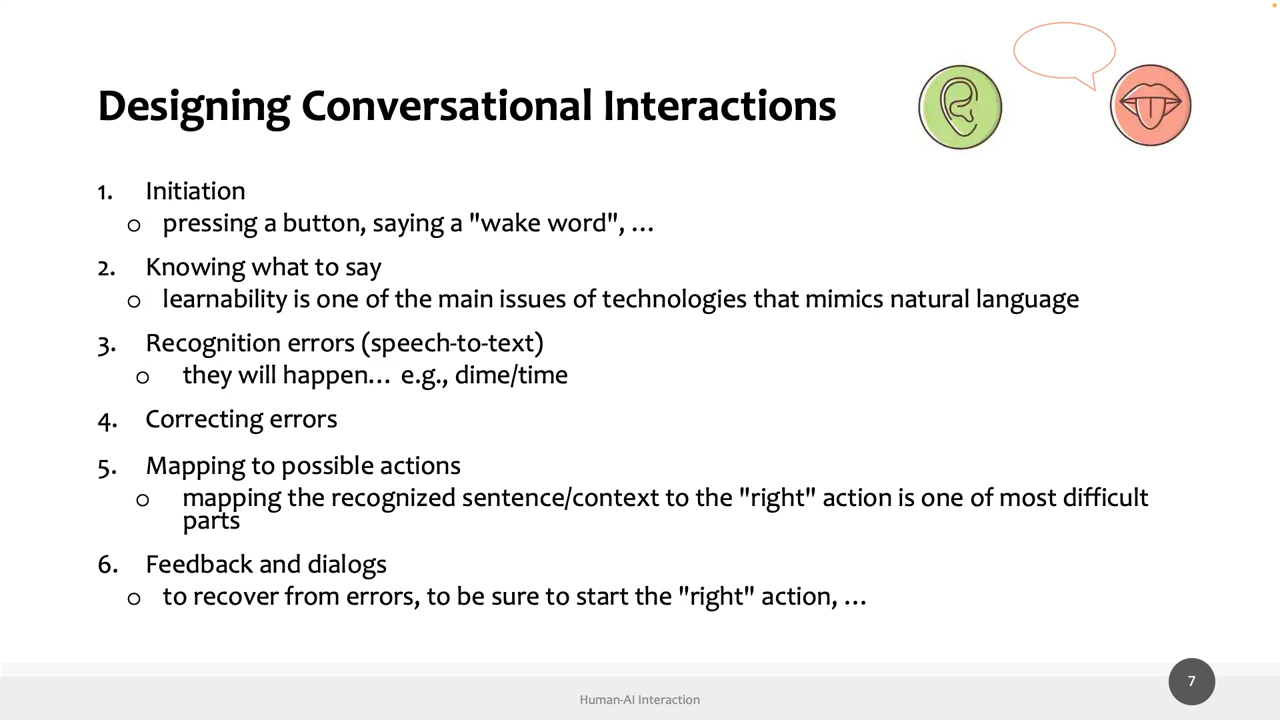 Designing Conversational Interactions
1. Initiation
o pressing a button, saying a "wake word", …
2. Knowing what to say
o learnability is one of the main issues of technologies that mimics natural language
3. Recognition errors (speech-to-text)
o they will happen… e.g., dime/time
4. Correcting errors
5. Mapping to possible actions
o mapping the recognized sentence/context to the "right" action is one of most difficult
parts
6. Feedback and dialogs
o to recover from errors, to be sure to start the "right" action, …
Human-AI Interaction
7